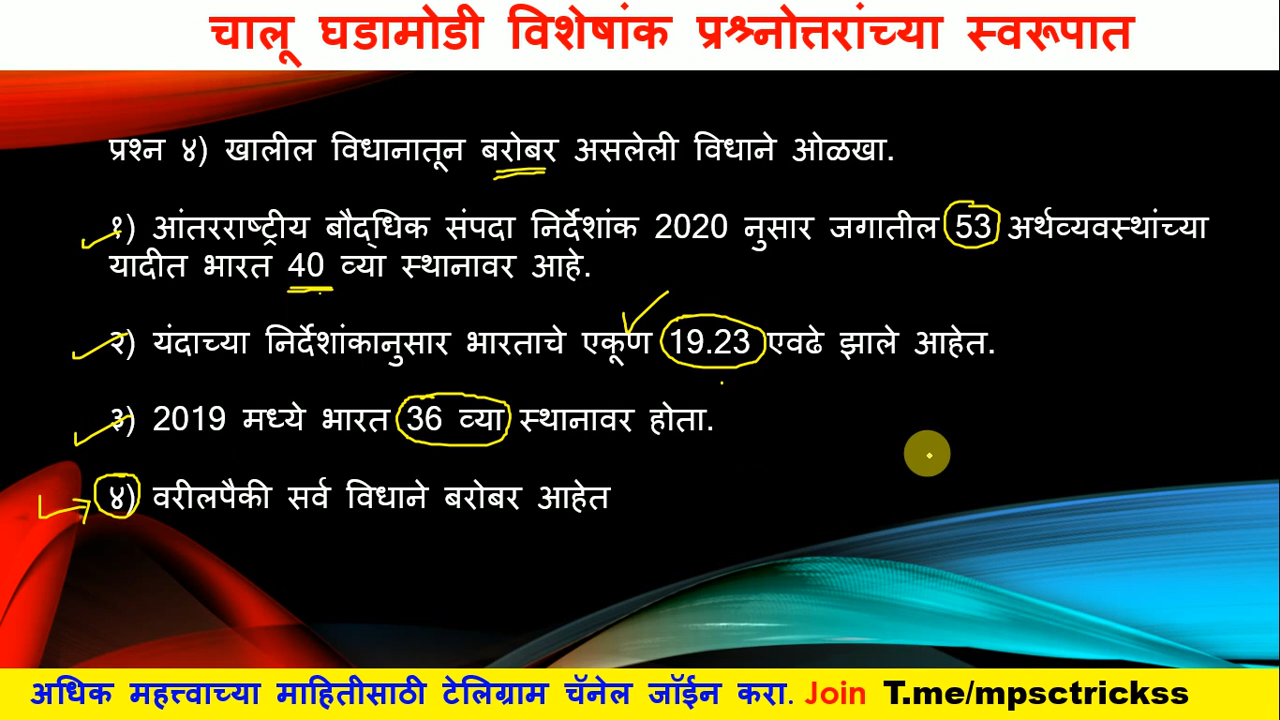 चालू घडामोडी विशेषांक प्रश्नोत्तरांच्या स्वरूपात
प्रश्न ४) खालील विधानातून बरोबर असलेली विधाने ओळखा.
१) आंतरराष्ट्रीय बौद्धिक संपदा निर्देशांक 2020 नुसार जगातील 53 अर्थव्यवस्थांच्या
यादीत भारत 40 व्या स्थानावर आहे.
२) यंदाच्या निर्देशांकानुसार भारताचे एकूण 19.23 एवढे झाले आहेत.
३) 2019 मध्ये भारत 36 व्या स्थानावर होता.
४) वरीलपैकी सर्व विधाने बरोबर आहेत
अधिक महत्त्वाच्या माहितीसाठी टेलिग्राम चॅनेल जॉईन करा. Join T.me/mpsctrickss